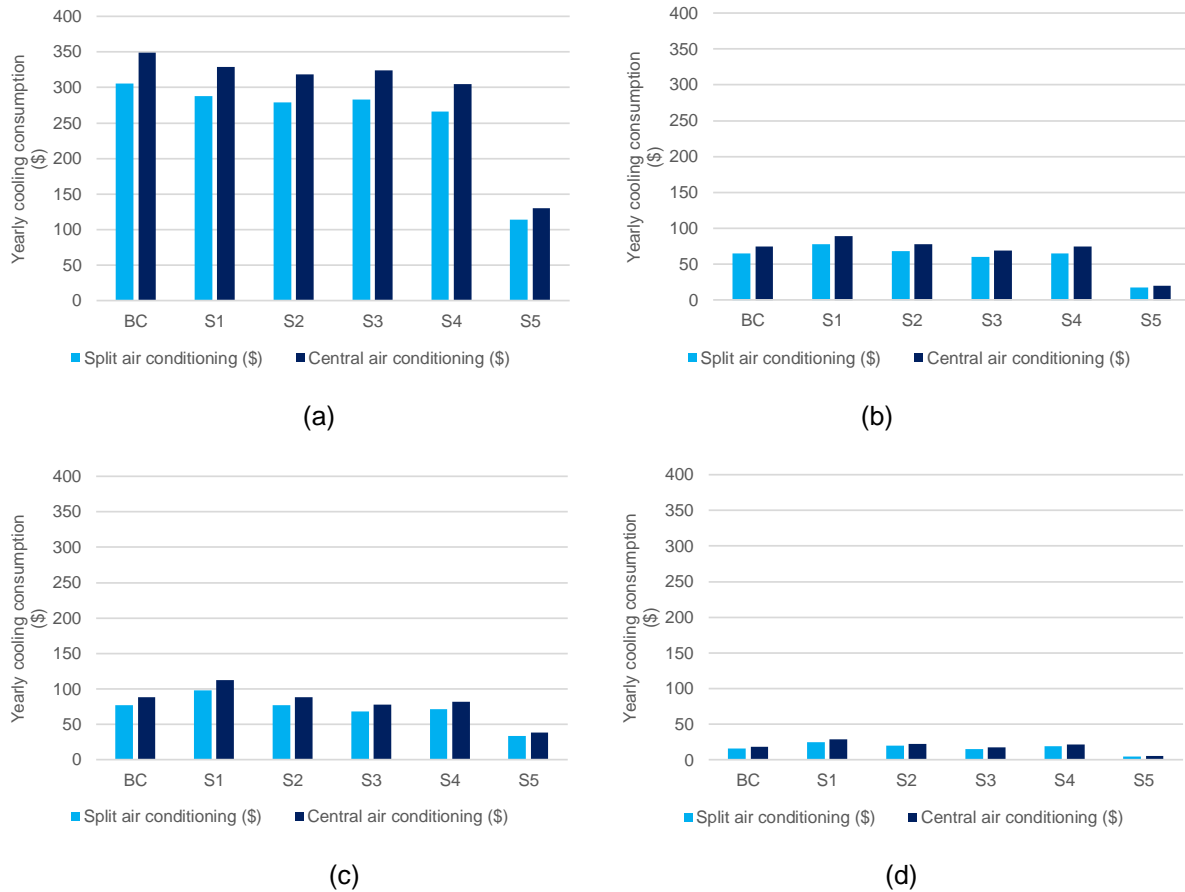 400
350
300
250
200
150
100
50
0
Yearly cooling consumption
($)
BC S1 S2 S3 S4 S5
Split air conditioning ($) Central air conditioning ($)
(a)
400
350
300
250
200
150
100
50
0
Yearly cooling consumption
($)
BC S1 S2 S3 S4 S5
Split air conditioning ($) Central air conditioning ($)
(b)
400
350
300
250
200
150
100
50
0
Yearly cooling consumption
($)
BC S1 S2 S3 S4 S5
Split air conditioning ($) Central air conditioning ($)
(c)
400
350
300
250
200
150
100
50
0
Yearly cooling consumption
($)
BC S1 S2 S3 S4 S5
Split air conditioning ($) Central air conditioning ($)
(d)